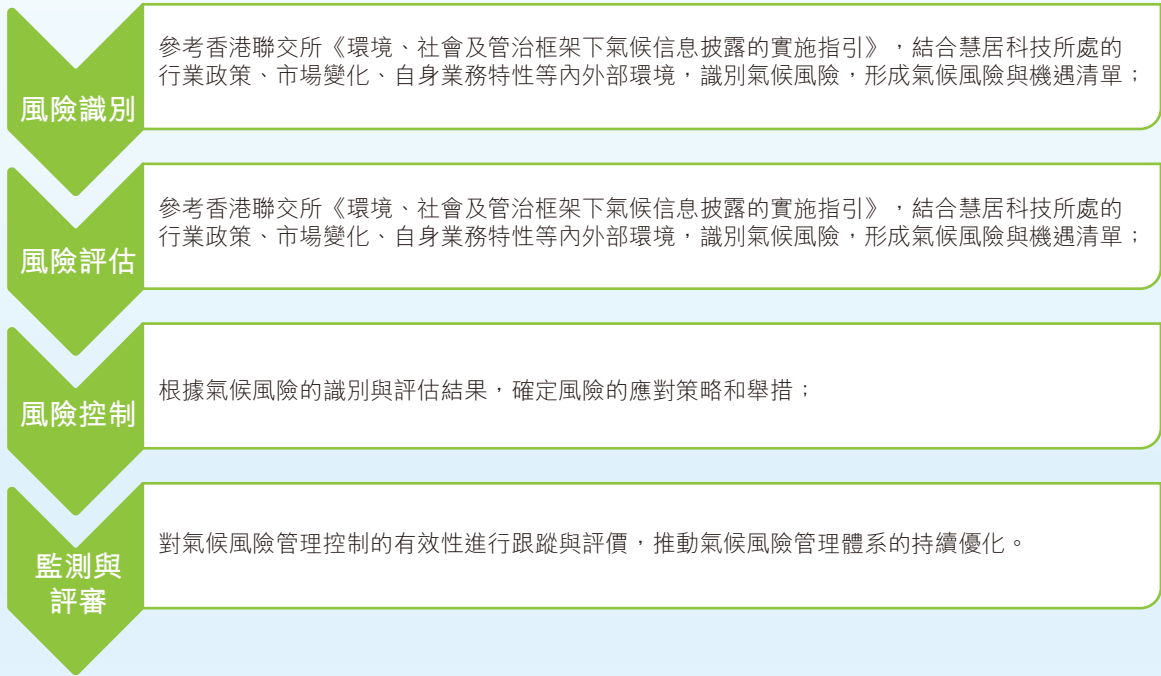 風險識別
參考香港聯交所《環境、社會及管治框架下氣候信息披露的實施指引》，結合慧居科技所處的
行業政策、市場變化、自身業務特性等內外部環境，識別氣候風險，形成氣候風險與機遇清單；
風險評估
參考香港聯交所《環境、社會及管治框架下氣候信息披露的實施指引》，結合慧居科技所處的
行業政策、市場變化、自身業務特性等內外部環境，識別氣候風險，形成氣候風險與機遇清單；
風險控制
根據氣候風險的識別與評估結果，確定風險的應對策略和舉措；
監測與
評審
對氣候風險管理控制的有效性進行跟蹤與評價，推動氣候風險管理體系的持續優化。